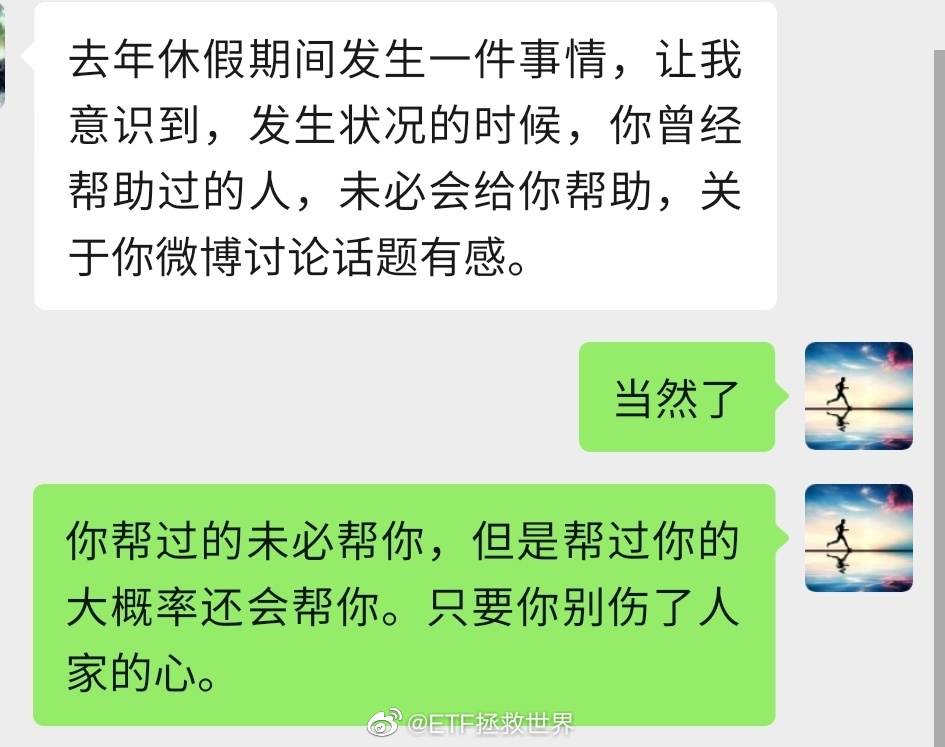 去年休假期间发生一件事情，让我
意识到，发生状况的时候，你曾经
帮助过的人，未必会给你帮助，关
于你微博讨论话题有感。
当然了
你帮过的未必帮你，但是帮过你的
大概率还会帮你。只要你别伤了人
家的心。
@ETF拯救世界